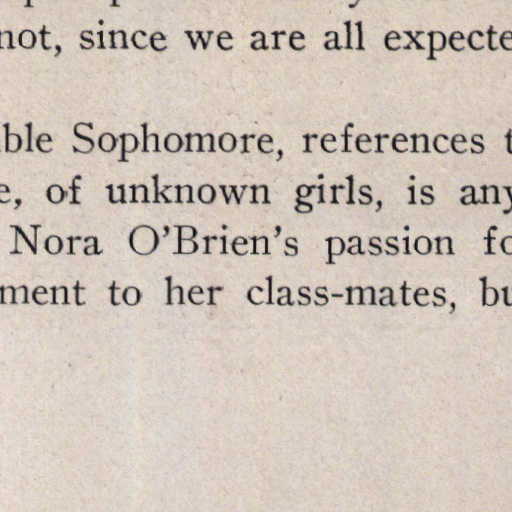 not, since we are all expecte
ble Sophomore, references t
e, of unknown girls, is any
Nora O'Brien's passion fo
ment to her class-mates, bu